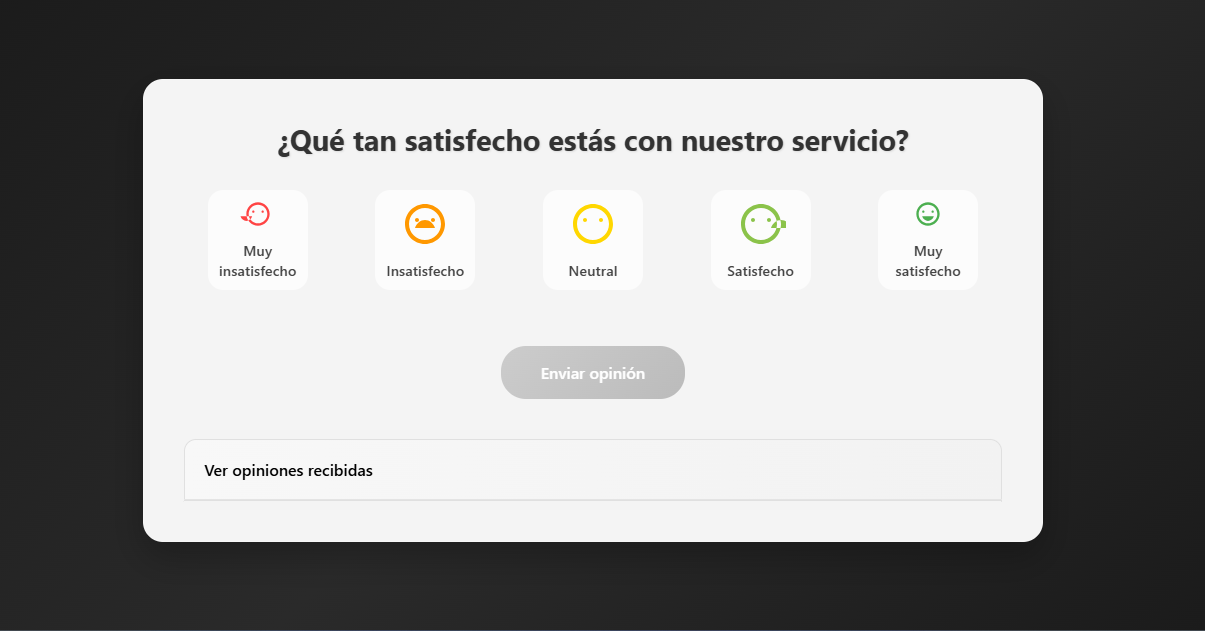 ¿Qué tan satisfecho estás con nuestro servicio?
Muy
insatisfecho
Insatisfecho
Neutral
Satisfecho
Muy
satisfecho
Enviar opinión
Ver opiniones recibidas